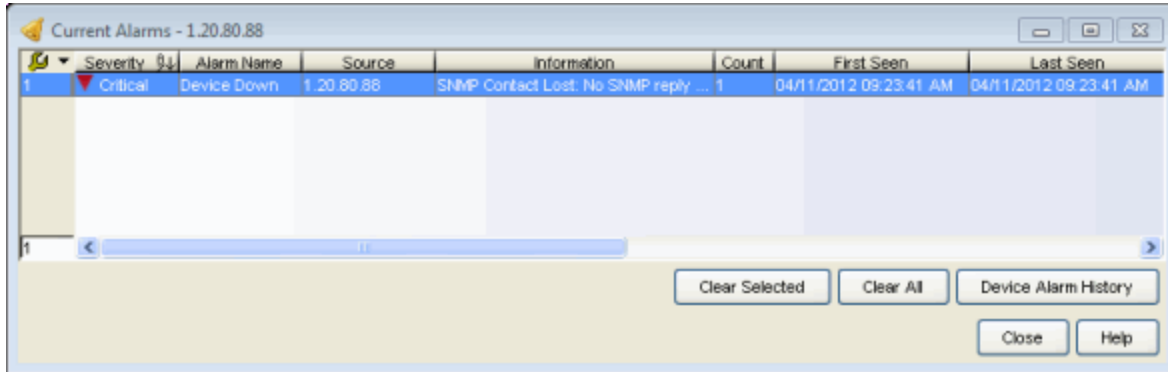 Current Alarms - 1.20.80.88
Severity Alarm Name Source Information Count First Seen Last Seen
1 Critical Device Down 1.20.80.88 SNMP Contact Lost: No SNMP reply ... 1 04/11/2012 09:23:41 AM 04/11/2012 09:23:41 AM
1
Clear Selected Clear All Device Alarm History
Close Help